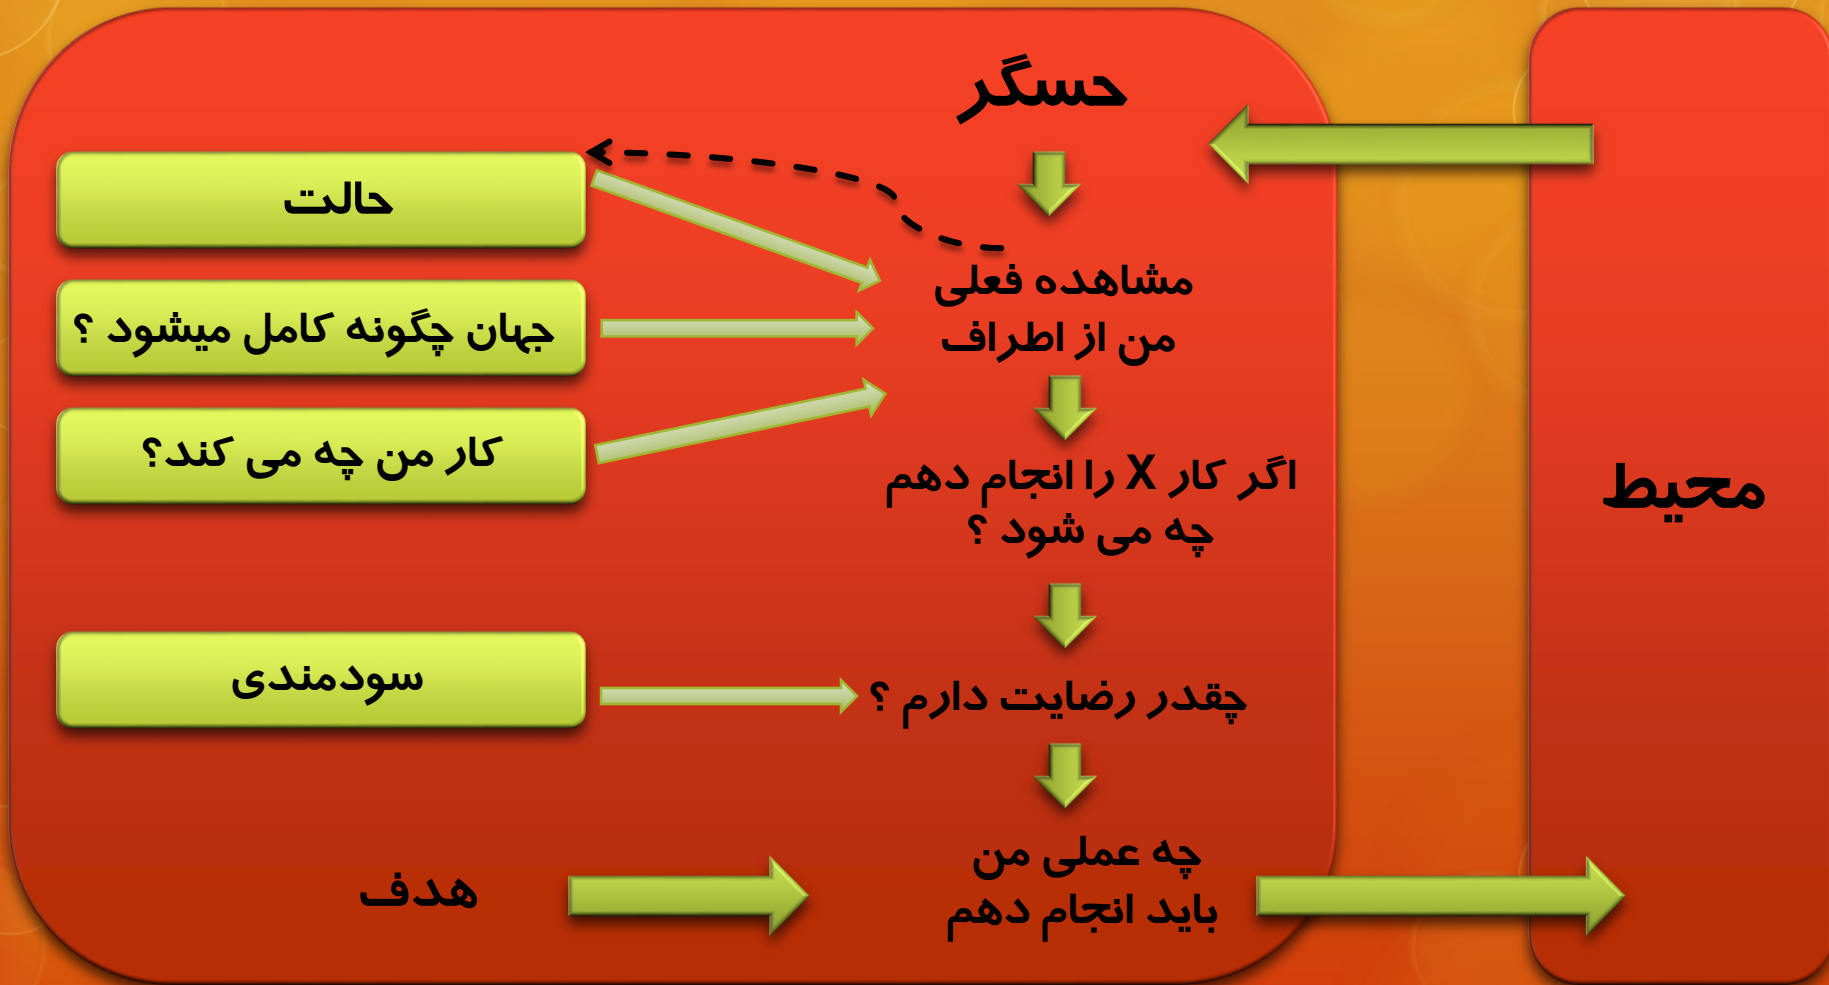 حسگر
حالت
مشاهده فعلی
من از اطراف
جهان چگونه کامل میشود ؟
کار من چه می کند؟
اگر کار X را انجام دهم
چه می شود ؟
محیط
سودمندی
چقدر رضایت دارم ؟
چه عملی من
باید انجام دهم
هدف